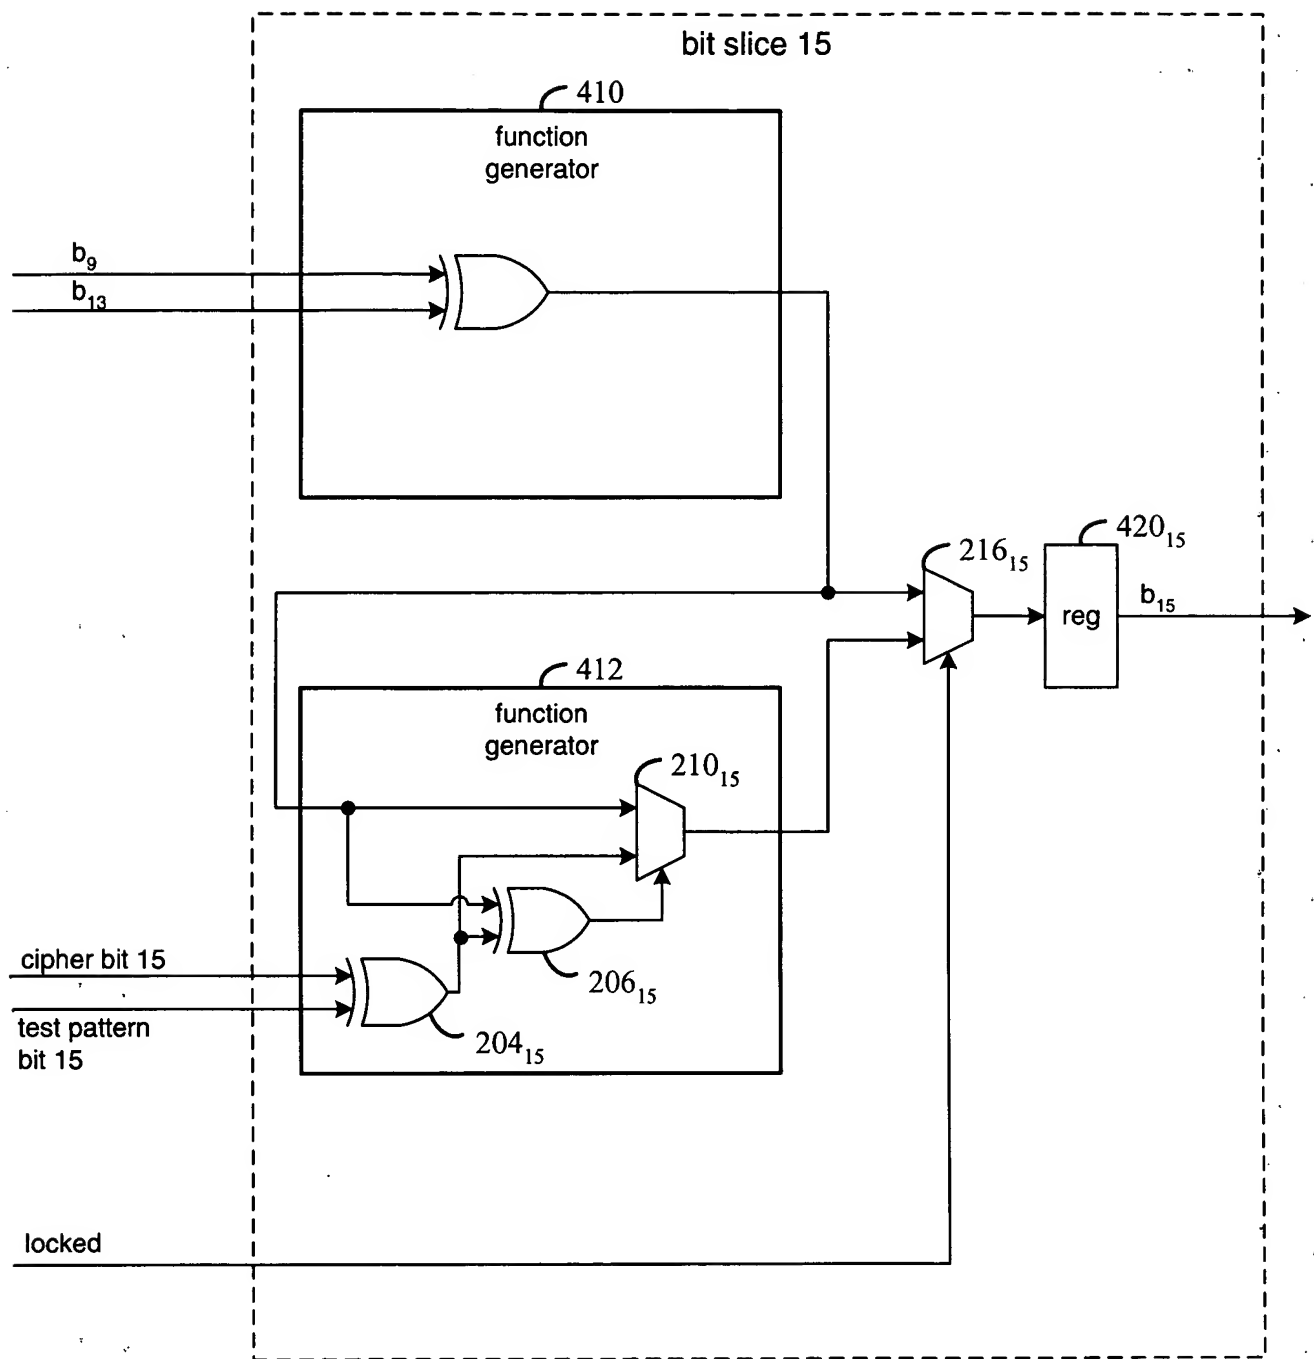 bit slice 15
410
function
generator
b9
b13
21615
42015
b15
reg
412
function
generator
21015
20615
cipher bit 15
test pattern
bit 15
20415
locked